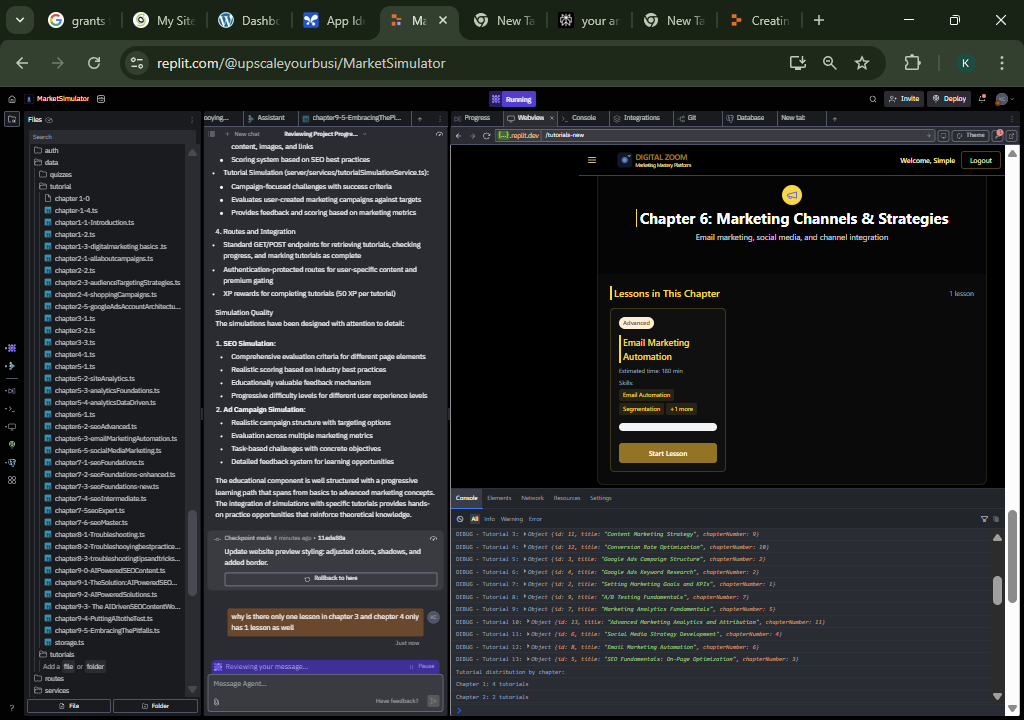 grants
My Site
Dashb
App Ide
Ma
New Ta
your an
New Ta
Creatin
replit.com/@upscaleyourbusi/MarketSimulator
K
MarketSimulator
Running
Invite
Deploy
Files
Search
auth
data
quizzes
tutorial
chapter 1-0
chapter-1-4.ts
chapter1-1-Introduction.ts
chapter1-2.ts
chapter1-3-digitalmarketing basics .ts
chapter2-1-allaboutcampaigns.ts
chapter2-2.ts
chapter2-3-audienceTargetingStrategies.ts
chapter2-4-shoppingCampaigns.ts
chapter2-5-googleAdsAccountArchitectu...
chapter3-1.ts
chapter3-2.ts
chapter3-3.ts
chapter4-1.ts
chapter5-1.ts
chapter5-2-siteAnalytics.ts
chapter5-3-analyticsFoundations.ts
chapter5-4-analyticsDataDriven.ts
chapter6-1.ts
chapter6-2-seoAdvanced.ts
chapter6-3-emailMarketingAutomation.ts
chapter6-5-socialMediaMarketing.ts
chapter7-1-seoFoundations.ts
chapter7-2-seoFoundations-enhanced.ts
chapter7-3-seoFoundations-new.ts
chapter7-4-seoIntermediate.ts
chapter7-5seoExpert.ts
chapter7-6-seoMaster.ts
chapter8-1-Troubleshooting.ts
chapter8-2-Troubleshooyingbestpractice...
chapter8-3-troubleshootingtipsandtricks...
chapter9-0-AIPoweredSEOContent.ts
chapter9-1-TheSolution:AIPoweredSEO...
chapter9-2-AIPoweredSolutions.ts
chapter9-3- The AIDrivenSEOContentWo...
chapter9-4-PuttingAItotheTest.ts
chapter9-5-EmbracingThePitfalls.ts
storage.ts
tutorials
Add a file or folder
routes
services
File
Folder
ooying...
Assistant
chapter9-5-EmbracingThePi...
New chat
Reviewing Project Progre...
content, images, and links
Scoring system based on SEO best practices
Tutorial Simulation (server/services/tutorialSimulationService.ts):
Campaign-focused challenges with success criteria
Evaluates user-created marketing campaigns against targets
Provides feedback and scoring based on marketing metrics
4. Routes and Integration
Standard GET/POST endpoints for retrieving tutorials, checking
progress, and marking tutorials as complete
Authentication-protected routes for user-specific content and
premium gating
XP rewards for completing tutorials (50 XP per tutorial)
Simulation Quality
The simulations have been designed with attention to detail:
1. SEO Simulation:
Comprehensive evaluation criteria for different page elements
Realistic scoring based on industry best practices
Educationally valuable feedback mechanism
Progressive difficulty levels for different user experience levels
2. Ad Campaign Simulation:
Realistic campaign structure with targeting options
Evaluation across multiple marketing metrics
Task-based challenges with concrete objectives
Detailed feedback system for learning opportunities
The educational component is well structured with a progressive
learning path that spans from basics to advanced marketing concepts.
The integration of simulations with specific tutorials provides hands-
on practice opportunities that reinforce theoretical knowledge.
Checkpoint made 4 minutes ago • 11eda88a
Update website preview styling: adjusted colors, shadows, and
added border.
Rollback to here
why is there only one lesson in chapter 3 and chapter 4 only
has 1 lesson as well
Just now
Reviewing your message...
Pause
Message Agent...
Have feedback?
Progress
Webview
Console
Integrations
Git
Database
New tab
.replit.dev
/tutorials-new
Theme
DIGITAL ZOOM
Marketing Mastery Platform
Welcome, Simple
Logout
Chapter 6: Marketing Channels & Strategies
Email marketing, social media, and channel integration
Lessons in This Chapter
1 lesson
Advanced
Email Marketing
Automation
Estimated time: 180 min
Skills:
Email Automation
Segmentation
+1 more
Start Lesson
Console
Elements
Network
Resources
Settings
All
Info
Warning
Error
DEBUG - Tutorial 3: Object {id: 11, title: "Content Marketing Strategy", chapterNumber: 9}
DEBUG - Tutorial 4: Object {id: 12, title: "Conversion Rate Optimization", chapterNumber: 10}
DEBUG - Tutorial 5: Object {id: 3, title: "Google Ads Campaign Structure", chapterNumber: 2}
DEBUG - Tutorial 6: Object {id: 4, title: "Google Ads Keyword Research", chapterNumber: 2}
DEBUG - Tutorial 7: Object {id: 2, title: "Setting Marketing Goals and KPIs", chapterNumber: 1}
DEBUG - Tutorial 8: Object {id: 9, title: "A/B Testing Fundamentals", chapterNumber: 7}
DEBUG - Tutorial 9: Object {id: 7, title: "Marketing Analytics Fundamentals", chapterNumber: 5}
DEBUG - Tutorial 10: Object {id: 13, title: "Advanced Marketing Analytics and Attribution", chapterNumber: 11}
DEBUG - Tutorial 11: Object {id: 6, title: "Social Media Strategy Development", chapterNumber: 4}
DEBUG - Tutorial 12: Object {id: 8, title: "Email Marketing Automation", chapterNumber: 6}
DEBUG - Tutorial 13: Object {id: 5, title: "SEO Fundamentals: On-Page Optimization", chapterNumber: 3}
Tutorial distribution by chapter:
Chapter 1: 4 tutorials
Chapter 2: 2 tutorials